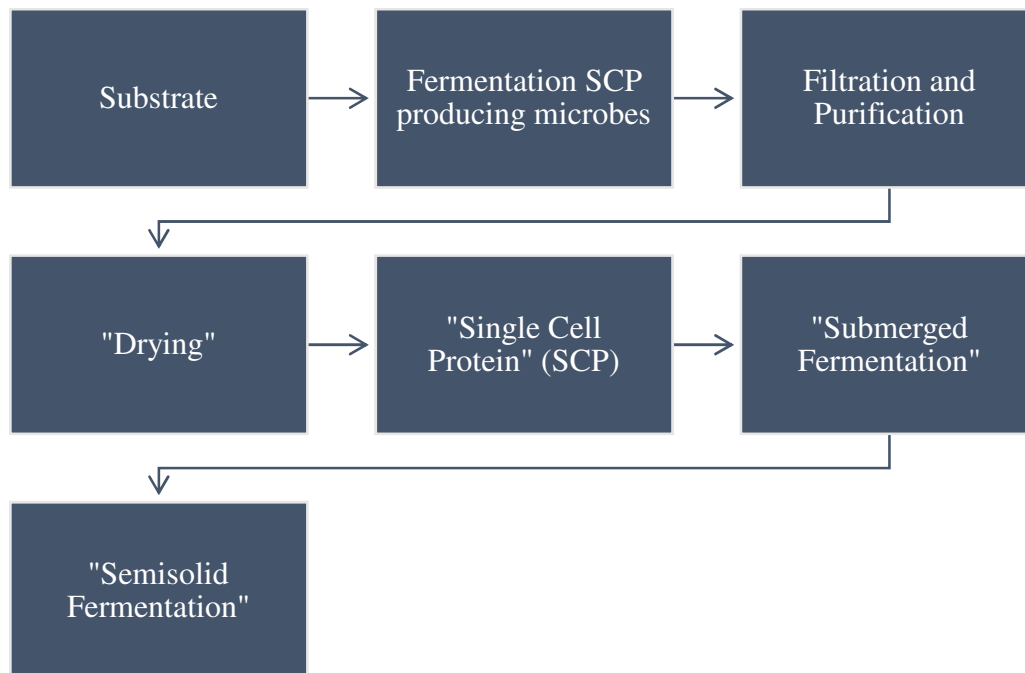 Substrate
Fermentation SCP
producing microbes
Filtration and
Purification
"Drying"
"Single Cell
Protein" (SCP)
"Submerged
Fermentation"
"Semisolid
Fermentation"